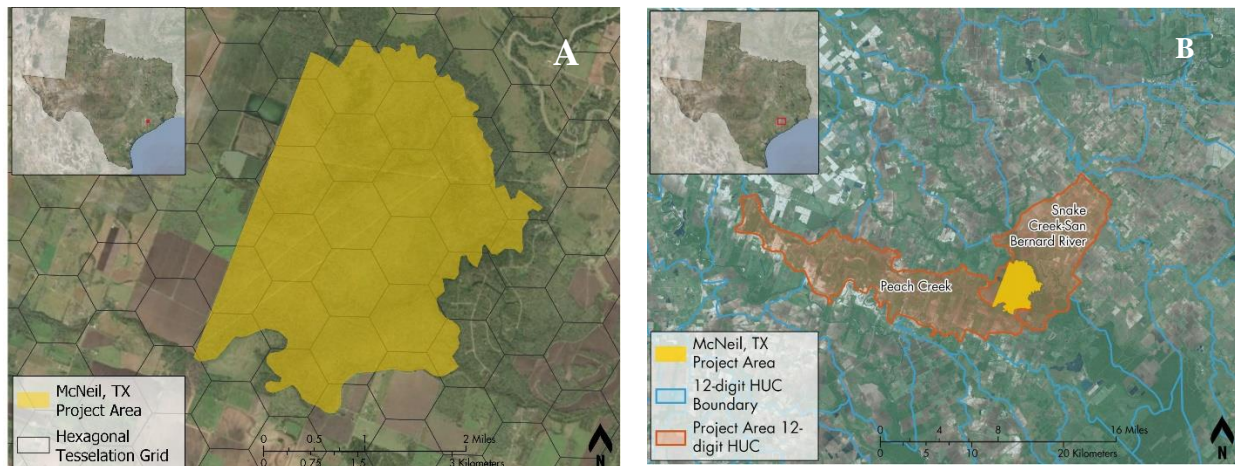 A
McNeil, TX
Project Area
Hexagonal
Tesselation Grid
0 0.5 1 2 Miles
0 0.75 1.5 3 Kilometers
N
B
Snake
Creek-San
Bernard River
Peach Creek
McNeil, TX
Project Area
12-digit HUC
Boundary
Project Area 12-
digit HUC
0 4 8 16 Miles
0 5 10 20 Kilometers
N